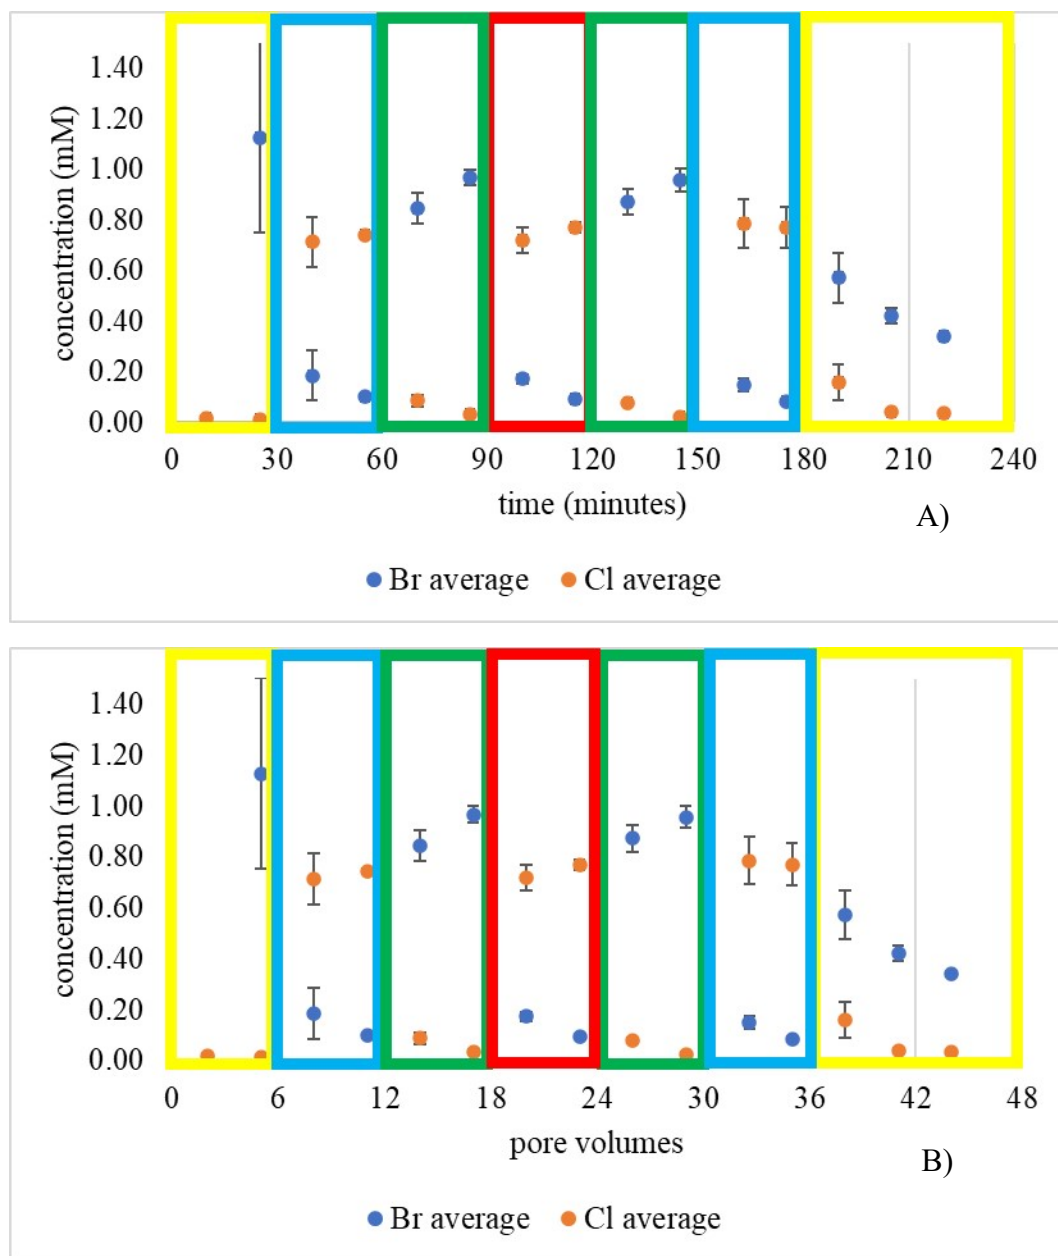 concentration (mM)
1.40
1.20
1.00
0.80
0.60
0.40
0.20
0.00
0 30 60 90 120 150 180 210 240
time (minutes)
A)
Br average Cl average
concentration (mM)
1.40
1.20
1.00
0.80
0.60
0.40
0.20
0.00
0 6 12 18 24 30 36 42 48
pore volumes
B)
Br average Cl average